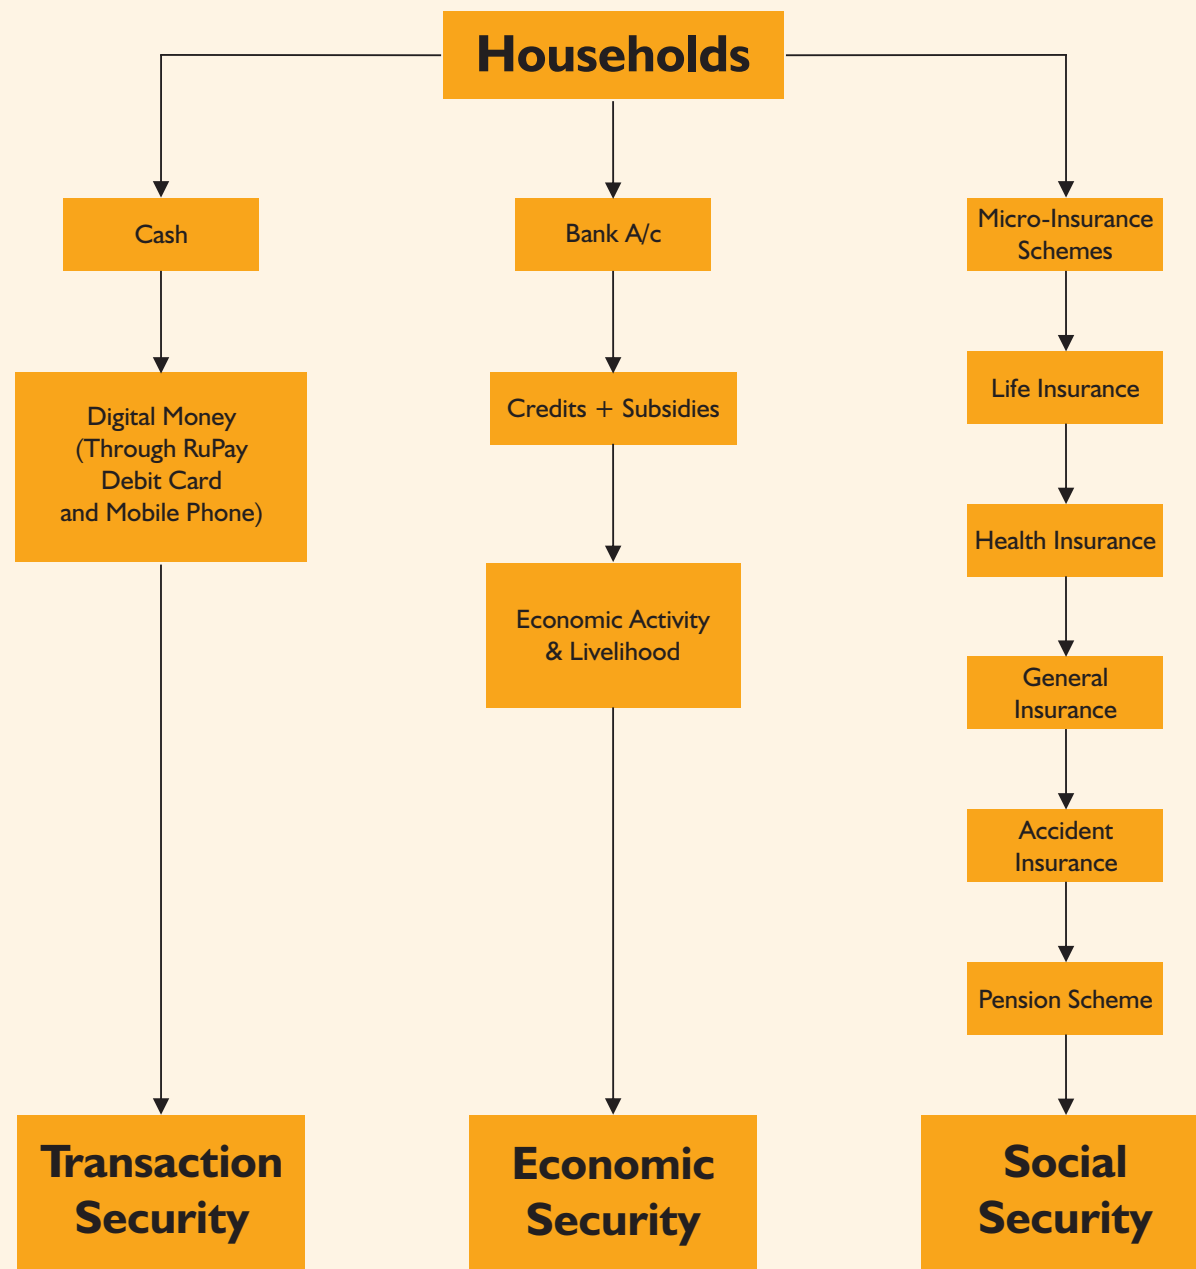 Households
Cash
Digital Money
(Through RuPay
Debit Card
and Mobile Phone)
Transaction
Security
Bank A/c
Credits + Subsidies
Economic Activity
& Livelihood
Economic
Security
Micro-Insurance
Schemes
Life Insurance
Health Insurance
General
Insurance
Accident
Insurance
Pension Scheme
Social
Security